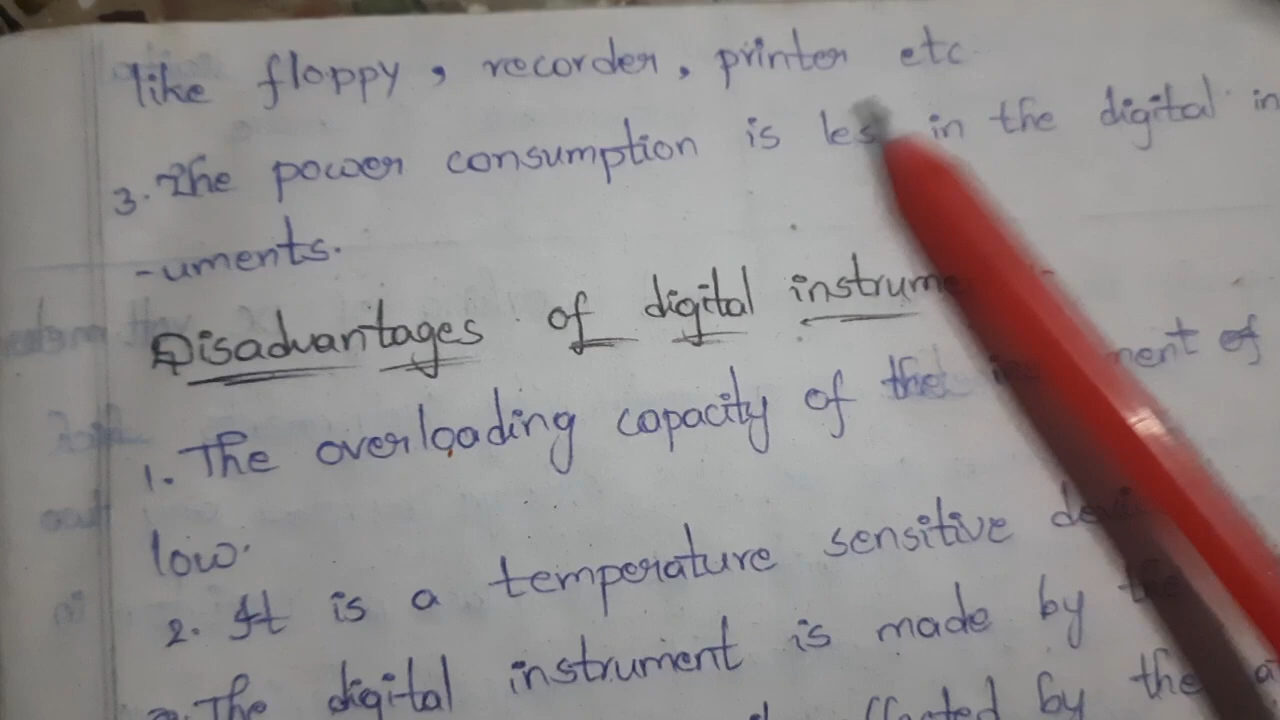 like floppy, recorder, printer etc
3. The power consumption is les in the digital in
-uments.
Disadvantages of digital instrume
1. The overloading capacity of the ment of
low.
2. It is a temperature sensitive
The digital instrument is made by the
by the